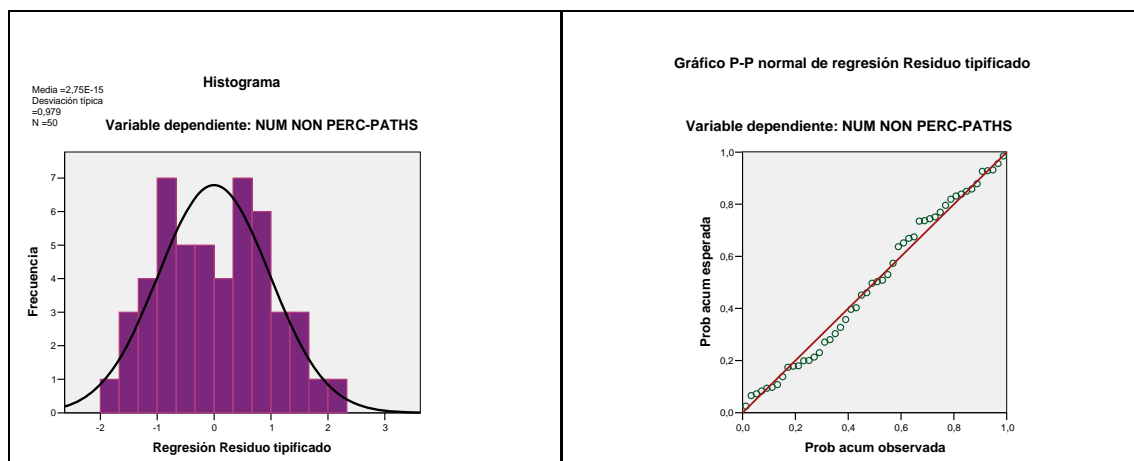 Histograma
Media =2,75E-15
Desviación típica
=0,979
N =50
Variable dependiente: NUM NON PERC-PATHS
Frecuencia
7
6
5
4
3
2
1
0
-2 -1 0 1 2 3
Regresión Residuo tipificado
Gráfico P-P normal de regresión Residuo tipificado
Variable dependiente: NUM NON PERC-PATHS
Prob acum esperada
1,0
0,8
0,6
0,4
0,2
0,0
0,0 0,2 0,4 0,6 0,8 1,0
Prob acum observada